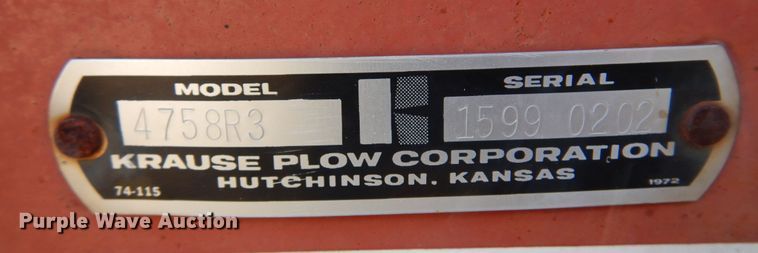 MODEL SERIAL
4758R3 1599 0202
KRAUSE PLOW CORPORATION
HUTCHINSON, KANSAS
74-115 1972
Purple Wave Auction